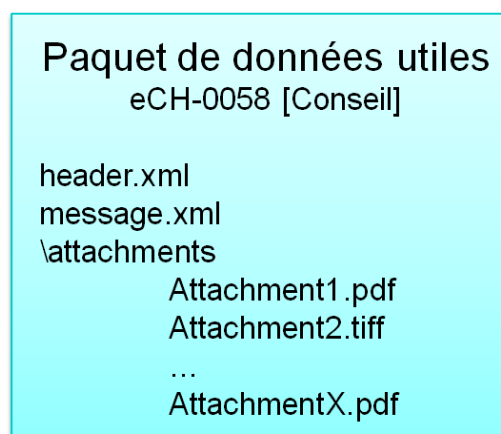 Paquet de données utiles
eCH-0058 [Conseil]
header.xml
message.xml
\attachments
Attachment1.pdf
Attachment2.tiff
...
AttachmentX.pdf